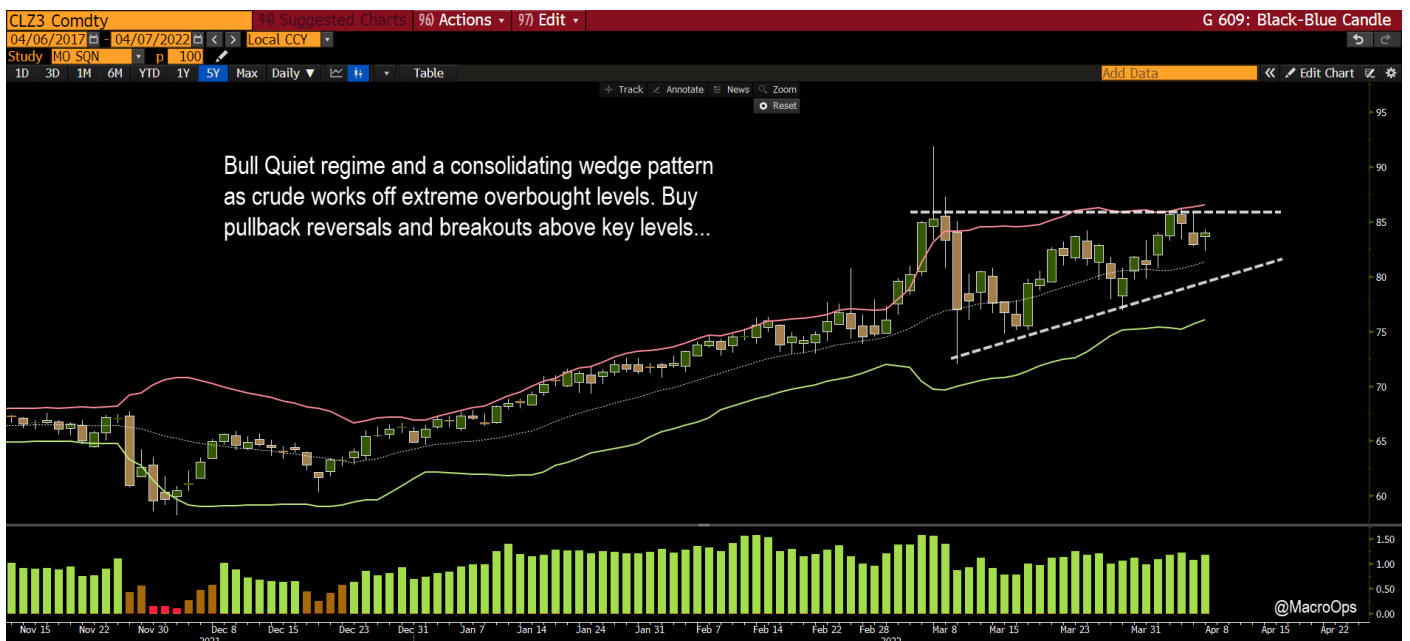 CLZ3 Comdty 94) Suggested Charts 96) Actions 97) Edit G 609: Black-Blue Candle
04/06/2017 - 04/07/2022 < > Local CCY
Study MO SQN p 100
1D 3D 1M 6M YTD 1Y 5Y Max Daily ▼ Table Add Data « Edit Chart
Track Annotate News Zoom
Reset
Bull Quiet regime and a consolidating wedge pattern
as crude works off extreme overbought levels. Buy
pullback reversals and breakouts above key levels...
95
90
85
80
75
70
65
60
1.50
1.00
0.50
0.00
@MacroOps
Nov 15 Nov 22 Nov 30 Dec 8 Dec 15 Dec 23 Dec 31 Jan 7 Jan 14 Jan 24 Jan 31 Feb 7 Feb 14 Feb 22 Feb 28 Mar 8 Mar 15 Mar 23 Mar 31 Apr 8 Apr 15 Apr 22
2021 2022